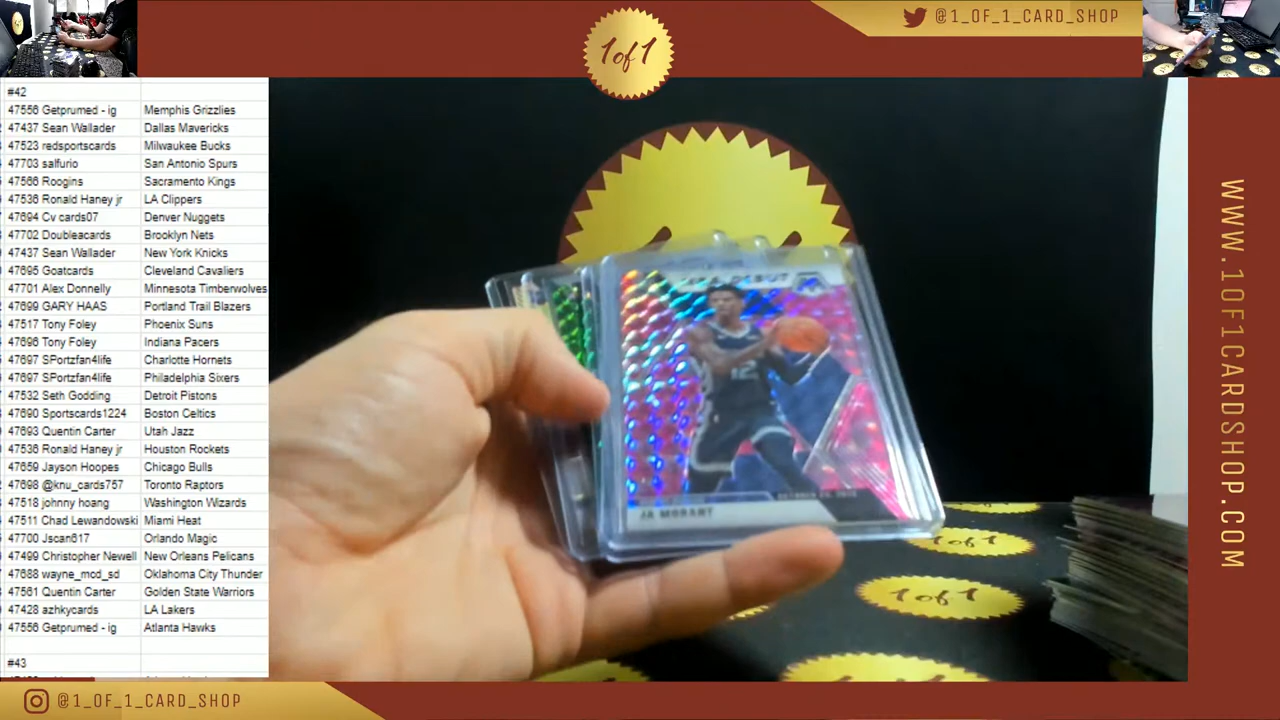 1of1
@1_OF_1_CARD_SHOP
#42
47556 Getprumed - ig Memphis Grizzlies
47437 Sean Wallader Dallas Mavericks
47523 redsportscards Milwaukee Bucks
47703 salfurio San Antonio Spurs
47566 Roogins Sacramento Kings
47536 Ronald Haney jr LA Clippers
47694 Cv cards07 Denver Nuggets
47702 Doubleacards Brooklyn Nets
47437 Sean Wallader New York Knicks
47695 Goatcards Cleveland Cavaliers
47701 Alex Donnelly Minnesota Timberwolves
47699 GARY HAAS Portland Trail Blazers
47517 Tony Foley Phoenix Suns
47696 Tony Foley Indiana Pacers
47697 SPortzfan4life Charlotte Hornets
47697 SPortzfan4life Philadelphia Sixers
47532 Seth Godding Detroit Pistons
47690 Sportscards1224 Boston Celtics
47693 Quentin Carter Utah Jazz
47536 Ronald Haney jr Houston Rockets
47659 Jayson Hoopes Chicago Bulls
47698 @knu_cards757 Toronto Raptors
47518 johnny hoang Washington Wizards
47511 Chad Lewandowski Miami Heat
47700 Jscan617 Orlando Magic
47499 Christopher Newell New Orleans Pelicans
47688 wayne_mcd_sd Oklahoma City Thunder
47561 Quentin Carter Golden State Warriors
47428 azhkycards LA Lakers
47556 Getprumed - ig Atlanta Hawks
#43
NBA DEBUT
12
JA MORANT
1of1
1of1
WWW.1OF1CARDSHOP.COM
@1_OF_1_CARD_SHOP